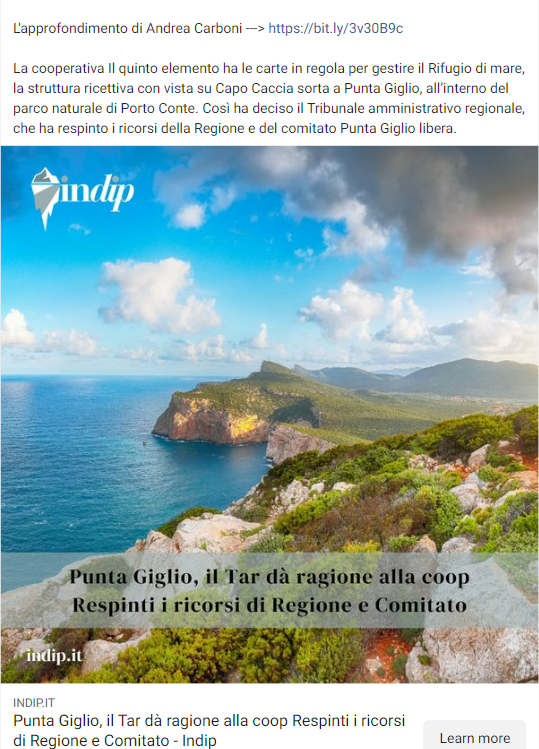 L'approfondimento di Andrea Carboni ---> https://bit.ly/3v30B9c
La cooperativa Il quinto elemento ha le carte in regola per gestire il Rifugio di mare,
la struttura ricettiva con vista su Capo Caccia sorta a Punta Giglio, all'interno del
parco naturale di Porto Conte. Così ha deciso il Tribunale amministrativo regionale,
che ha respinto i ricorsi della Regione e del comitato Punta Giglio libera.
indip
Punta Giglio, il Tar dà ragione alla coop
Respinti i ricorsi di Regione e Comitato
indip.it
INDIP.IT
Punta Giglio, il Tar dà ragione alla coop Respinti i ricorsi
di Regione e Comitato - Indip
Learn more